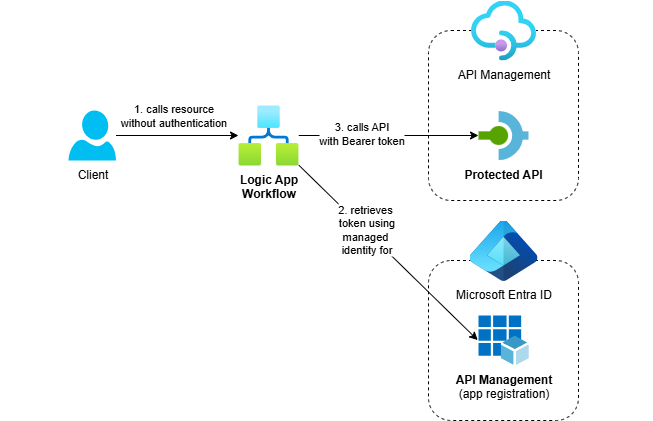 1. calls resource
without authentication
Client
Logic App
Workflow
3. calls API
with Bearer token
API Management
Protected API
2. retrieves
token using
managed
identity for
Microsoft Entra ID
API Management
(app registration)